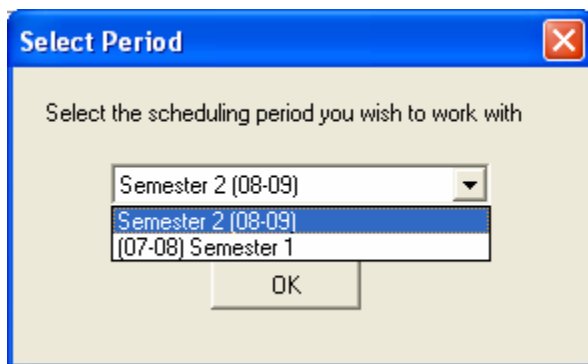 Select Period
Select the scheduling period you wish to work with
Semester 2 (08-09)
Semester 2 (08-09)
(07-08) Semester 1
OK